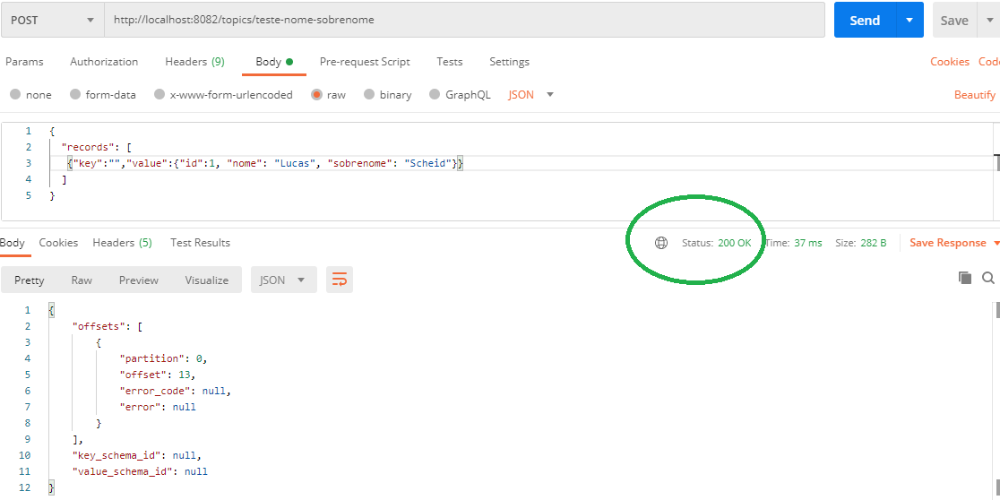 POST http://localhost:8082/topics/teste-nome-sobrenome Send Save
Params Authorization Headers (9) Body Pre-request Script Tests Settings Cookies Code
none form-data x-www-form-urlencoded raw binary GraphQL JSON Beautify
1 {
2 "records": [
3 {"key":"","value":{"id":1, "nome": "Lucas", "sobrenome": "Scheid"}}
4 ]
5 }
Body Cookies Headers (5) Test Results Status: 200 OK Time: 37 ms Size: 282 B Save Response
Pretty Raw Preview Visualize JSON
1 {
2 "offsets": [
3 {
4 "partition": 0,
5 "offset": 13,
6 "error_code": null,
7 "error": null
8 }
9 ],
10 "key_schema_id": null,
11 "value_schema_id": null
12 }